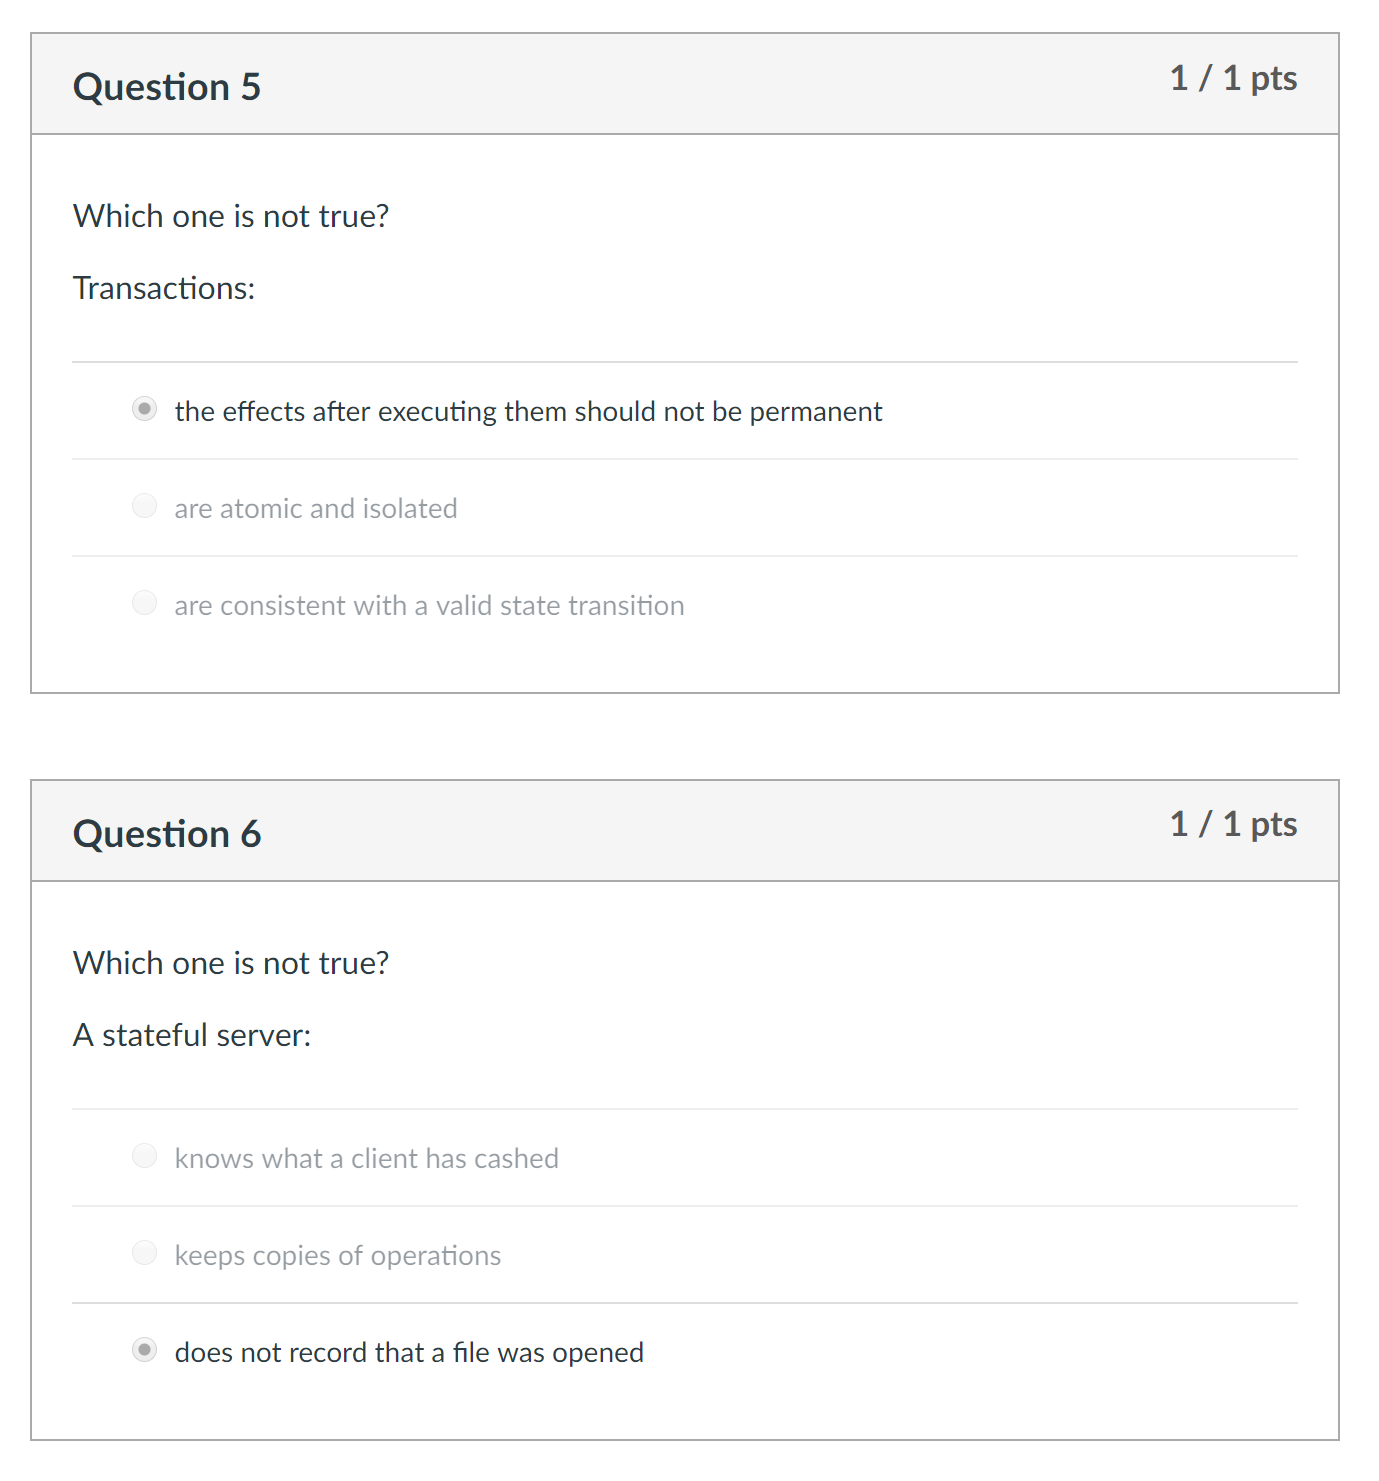 Question 5
1 / 1 pts
Which one is not true?
Transactions:
the effects after executing them should not be permanent
are atomic and isolated
are consistent with a valid state transition
Question 6
1 / 1 pts
Which one is not true?
A stateful server:
knows what a client has cashed
keeps copies of operations
does not record that a file was opened